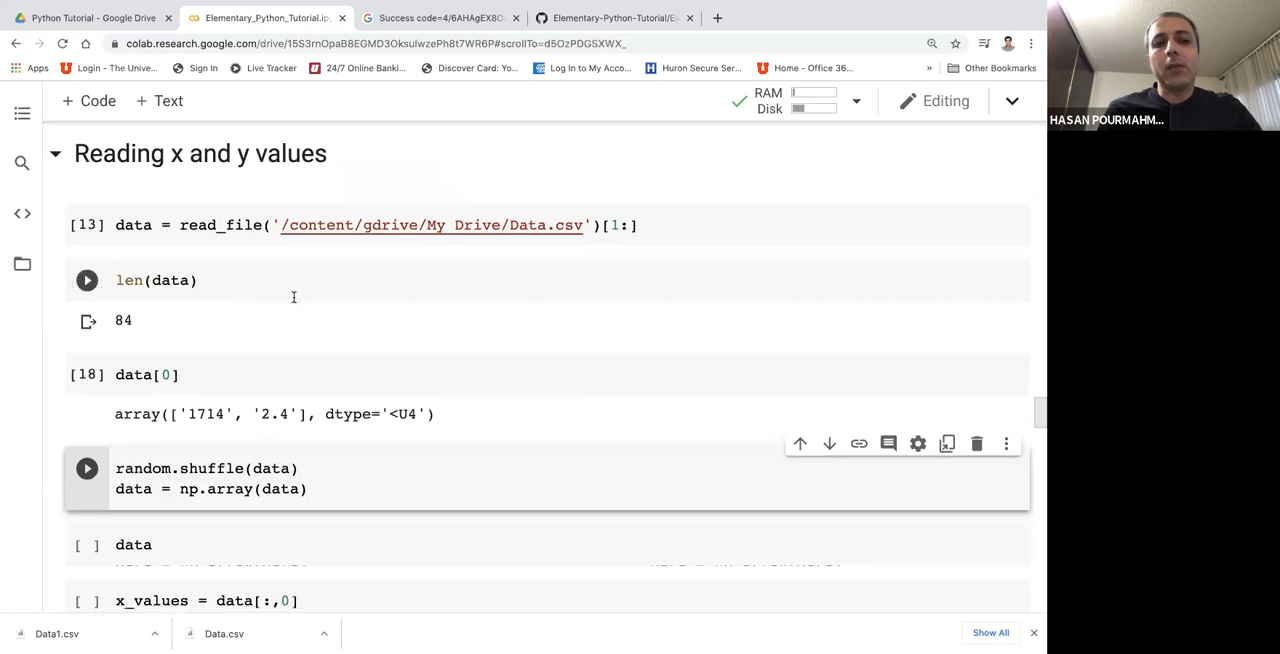 Python Tutorial - Google Drive
Elementary_Python_Tutorial.ip
Success code=4/6AHAgEX8O
Elementary-Python-Tutorial/El
colab.research.google.com/drive/15S3rnOpaB8EGMD3OksulwzePh8t7WR6P#scrollTo=d5OzPDGSXWX_
Apps
Login - The Unive...
Sign In
Live Tracker
24/7 Online Banki...
Discover Card: Yo...
Log In to My Acco...
Huron Secure Ser...
Home - Office 36...
»
Other Bookmarks
HASAN POURMAHM...
+ Code
+ Text
RAM
Disk
Editing
Reading x and y values
[13] data = read_file('/content/gdrive/My Drive/Data.csv')[1:]
len(data)
84
[18] data[0]
array(['1714', '2.4'], dtype='<U4')
random.shuffle(data)
data = np.array(data)
[ ] data
[ ] x_values = data[:,0]
Data1.csv
Data.csv
Show All